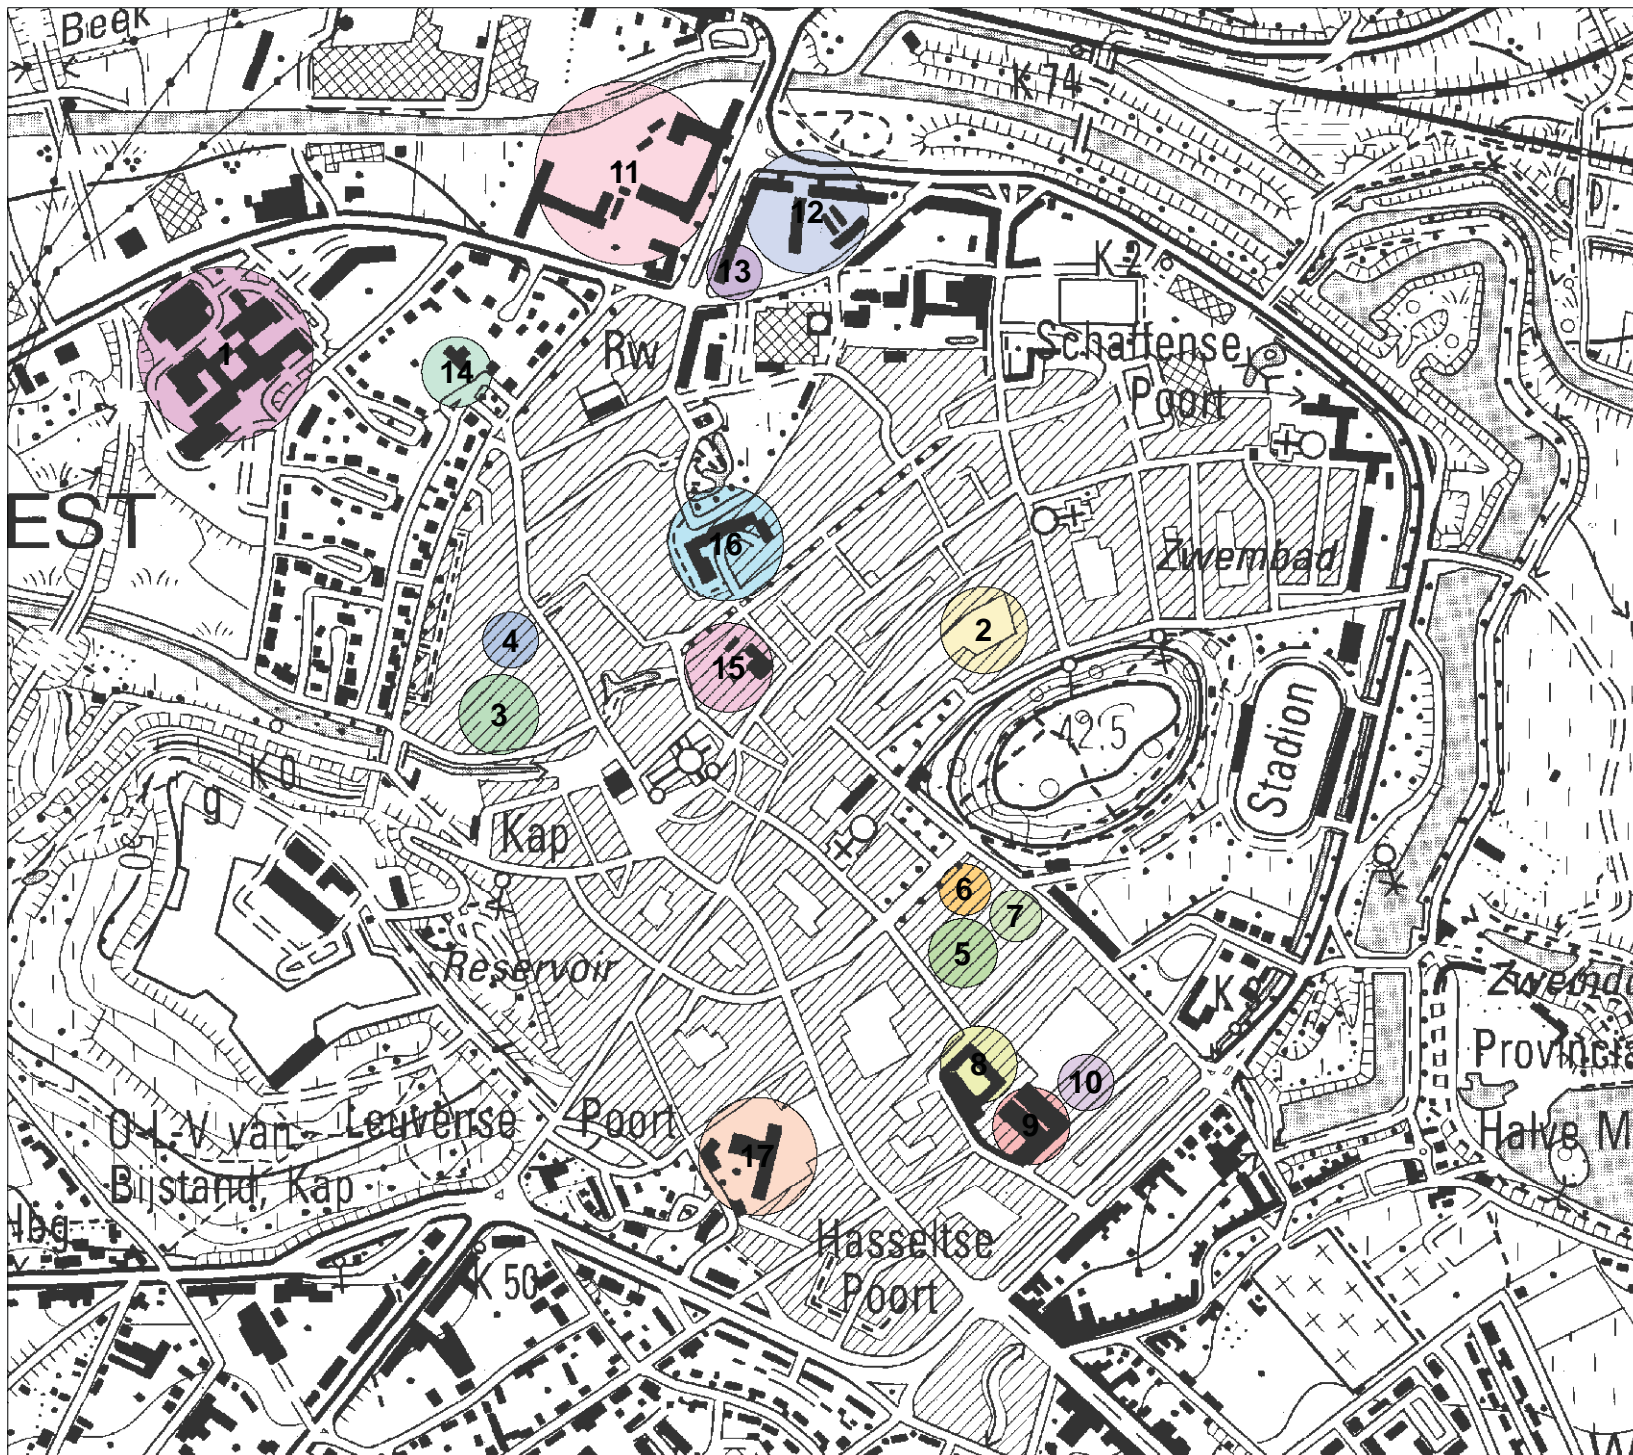 Beek
K 74
11
12
13
K 2
1
14
Rw
Schaffense
Poort
EST
16
Zwembad
4
2
15
3
42.5
Stadion
K 0
g
50
Kap
6
7
5
Reservoir
K 8
8
10
9
Provincia
O-L-V van
Leuvense
Poort
Halve M
17
Bijstand, Kap
Hasseltse
Poort
K 50